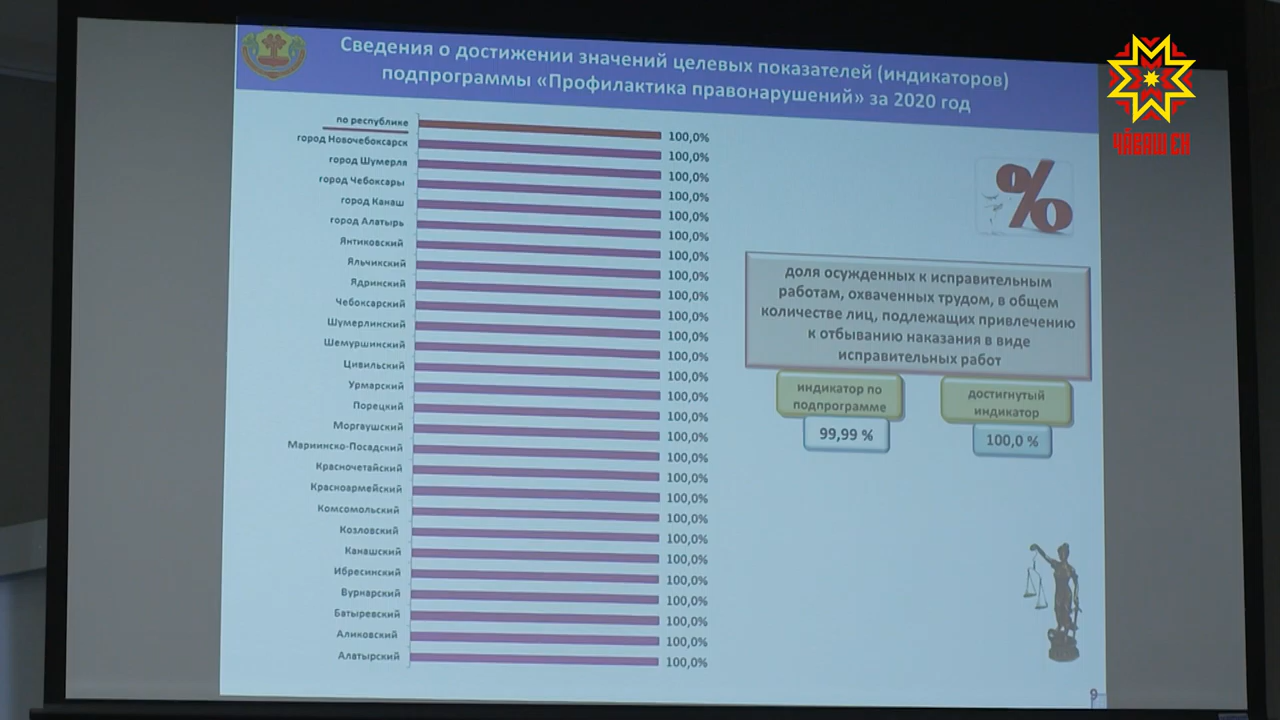 Сведения о достижении значений целевых показателей (индикаторов)
подпрограммы «Профилактика правонарушений» за 2020 год
ЧӐВАШ ЕН
по республике 100,0%
город Новочебоксарск 100,0%
город Шумерля 100,0%
город Чебоксары 100,0%
город Канаш 100,0%
город Алатырь 100,0%
Янтиковский 100,0%
Яльчикский 100,0%
Ядринский 100,0%
Чебоксарский 100,0%
Шумерлинский 100,0%
Шемуршинский 100,0%
Цивильский 100,0%
Урмарский 100,0%
Порецкий 100,0%
Моргаушский 100,0%
Мариинско-Посадский 100,0%
Красночетайский 100,0%
Красноармейский 100,0%
Комсомольский 100,0%
Козловский 100,0%
Канашский 100,0%
Ибресинский 100,0%
Вурнарский 100,0%
Батыревский 100,0%
Аликовский 100,0%
Алатырский 100,0%
%
доля осужденных к исправительным
работам, охваченных трудом, в общем
количестве лиц, подлежащих привлечению
к отбыванию наказания в виде
исправительных работ
индикатор по
подпрограмме
99,99 %
достигнутый
индикатор
100,0 %
9